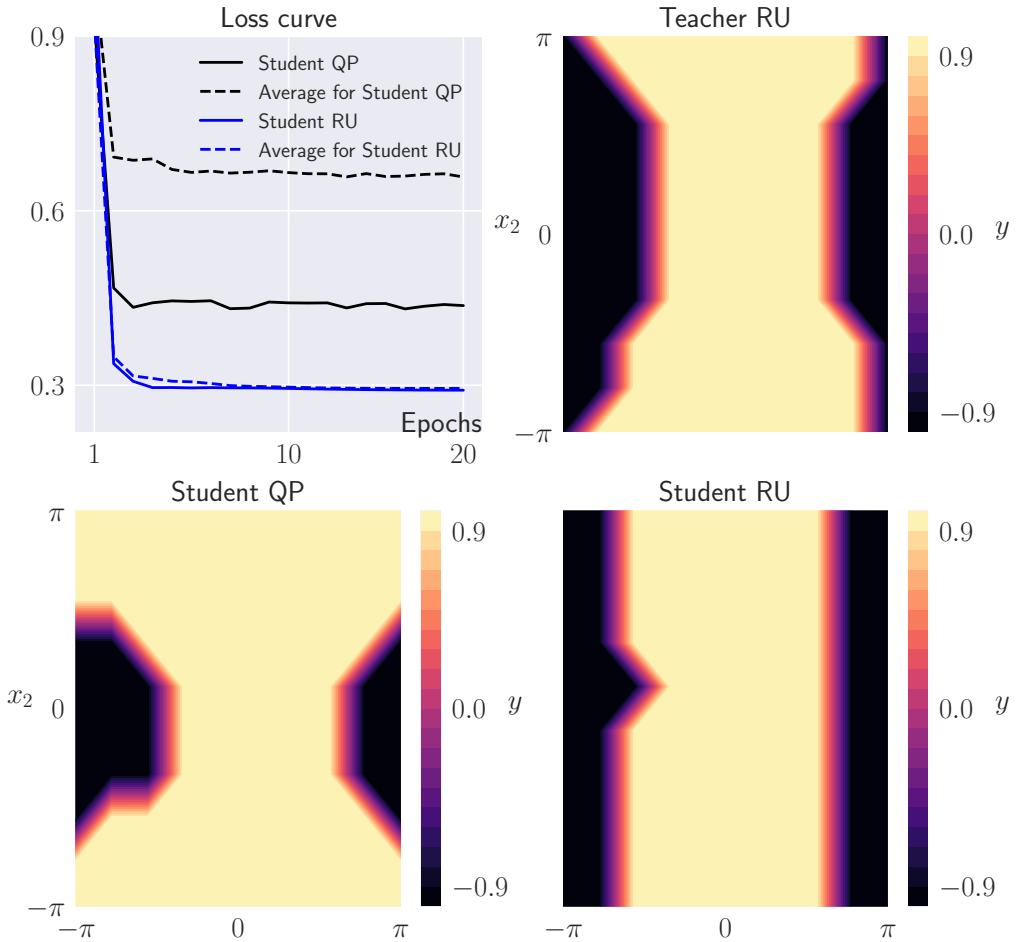 Loss curve
0.9
0.6
0.3
Student QP
Average for Student QP
Student RU
Average for Student RU
Epochs
1
10
20
Teacher RU
π
x₂
0
−π
0.9
0.0
y
−0.9
Student QP
π
x₂
0
−π
−π
0
π
0.9
0.0
y
−0.9
Student RU
−π
0
π
0.9
0.0
y
−0.9